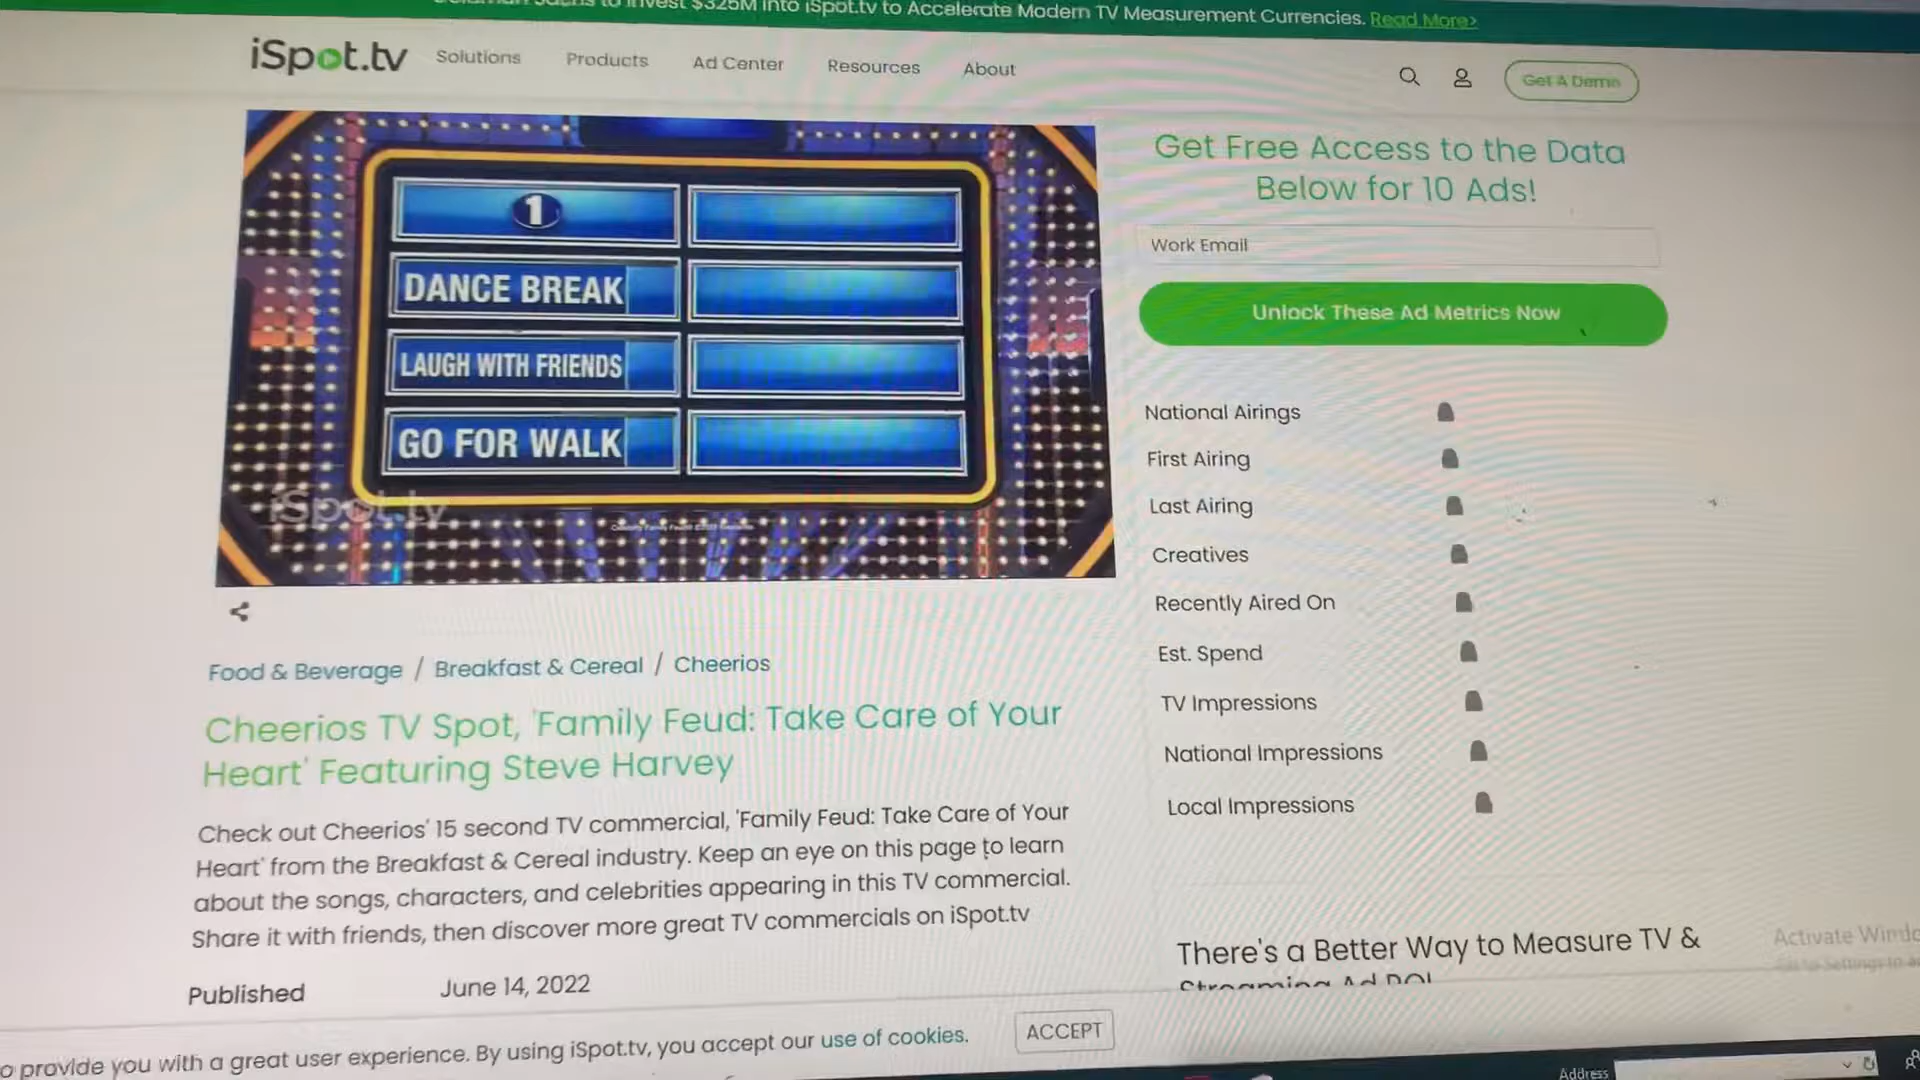 to Invest $325M into iSpot.tv to Accelerate Modern TV Measurement Currencies. Read More>
iSpot.tv
Solutions
Products
Ad Center
Resources
About
Get A Demo
1
DANCE BREAK
LAUGH WITH FRIENDS
GO FOR WALK
iSpot.tv
Get Free Access to the Data
Below for 10 Ads!
Work Email
Unlock These Ad Metrics Now
National Airings
First Airing
Last Airing
Creatives
Recently Aired On
Est. Spend
TV Impressions
National Impressions
Local Impressions
Food & Beverage / Breakfast & Cereal / Cheerios
Cheerios TV Spot, 'Family Feud: Take Care of Your
Heart' Featuring Steve Harvey
Check out Cheerios' 15 second TV commercial, 'Family Feud: Take Care of Your
Heart' from the Breakfast & Cereal industry. Keep an eye on this page to learn
about the songs, characters, and celebrities appearing in this TV commercial.
Share it with friends, then discover more great TV commercials on iSpot.tv
Published June 14, 2022
There's a Better Way to Measure TV &
Activate Windo
o provide you with a great user experience. By using iSpot.tv, you accept our use of cookies.
ACCEPT
Address